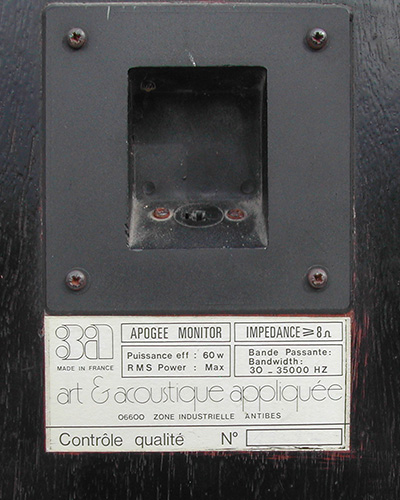 3a
MADE IN FRANCE
APOGEE MONITOR
IMPEDANCE ⩾ 8 Ω
Puissance eff : 60 w
RMS Power : Max
Bande Passante:
Bandwidth:
30 _ 35000 HZ
art & acoustique appliquée
06600 ZONE INDUSTRIELLE ANTIBES
Contrôle qualité N°